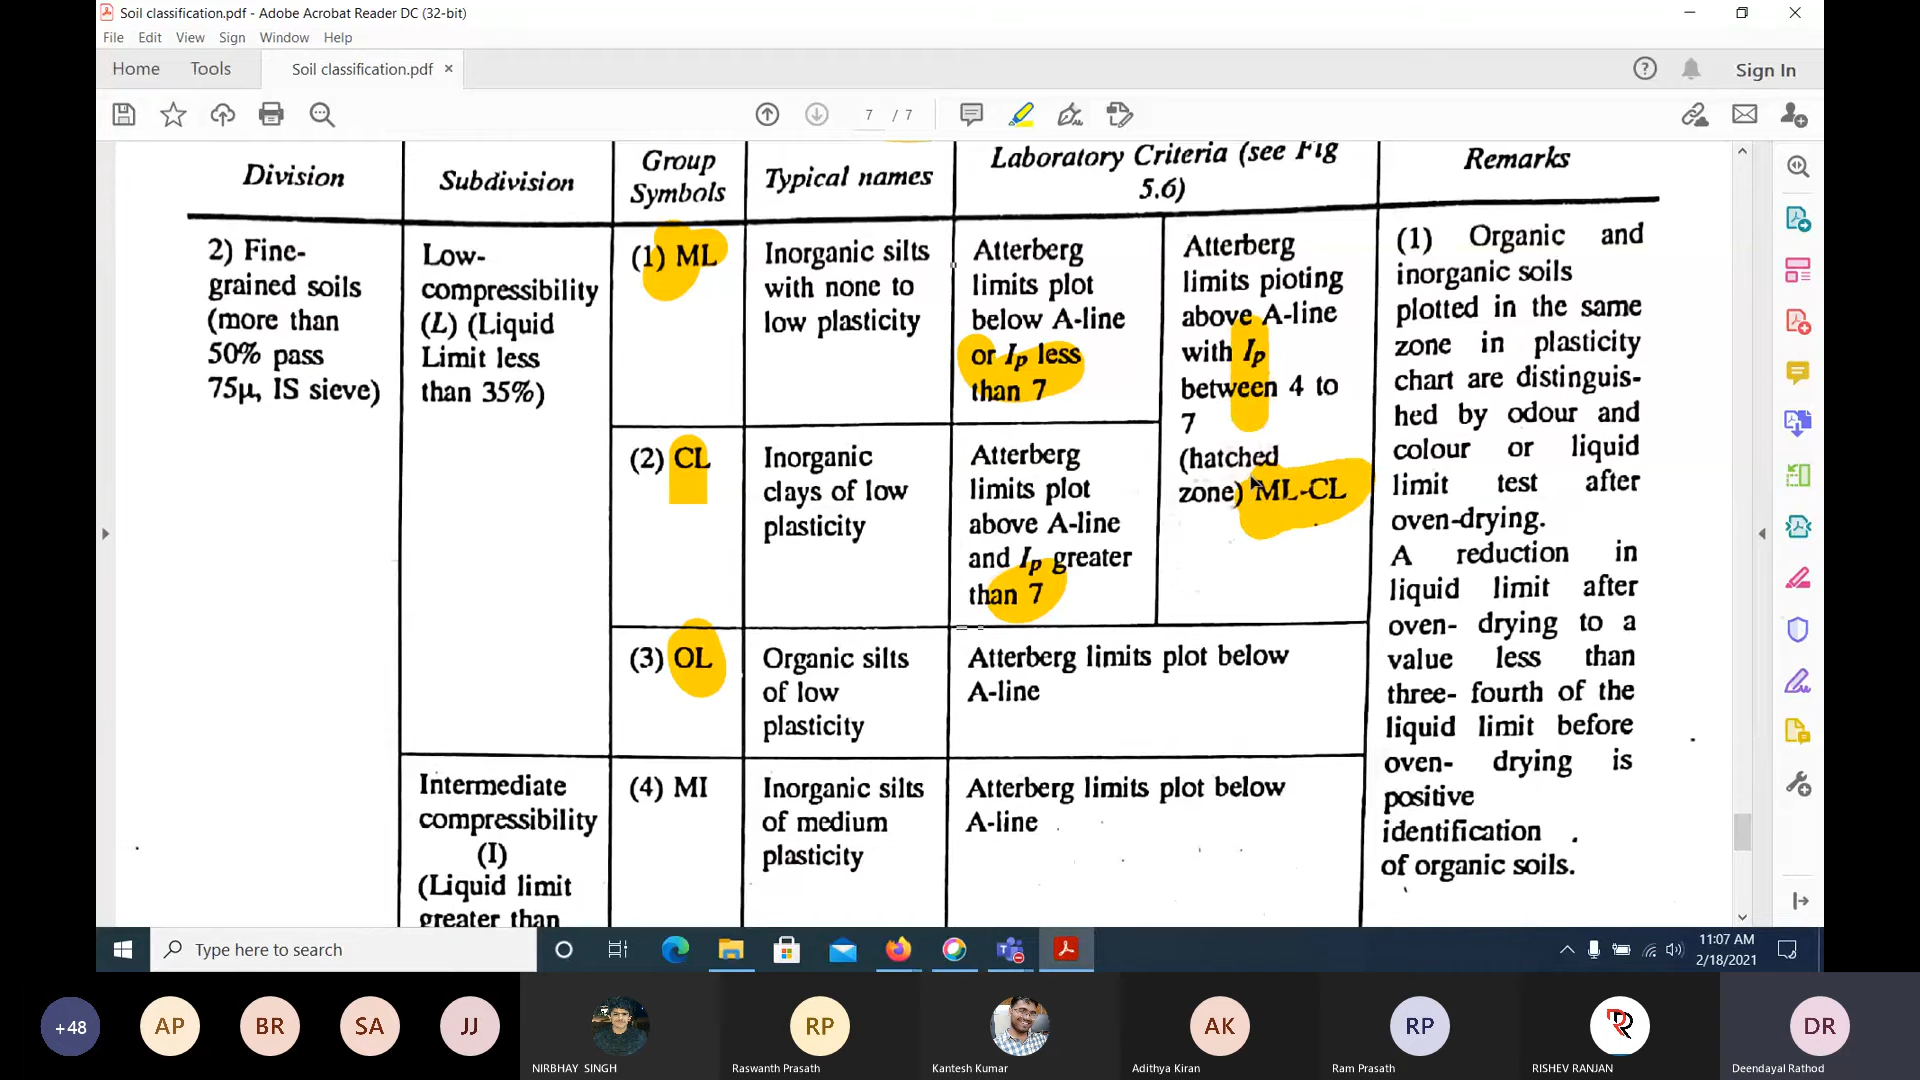 Soil classification.pdf - Adobe Acrobat Reader DC (32-bit)
File Edit View Sign Window Help
Home Tools Soil classification.pdf × Sign In
7 / 7
Division
Subdivision
Group
Symbols
Typical names
Laboratory Criteria (see Fig
5.6)
Remarks
2) Fine-
grained soils
(more than
50% pass
75μ, IS sieve)
Low-
compressibility
(L) (Liquid
Limit less
than 35%)
(1) ML
Inorganic silts
with none to
low plasticity
Atterberg
limits plot
below A-line
or Ip less
than 7
Atterberg
limits pioting
above A-line
with Ip
between 4 to
7
(hatched
zone) ML-CL
(1) Organic and
inorganic soils
plotted in the same
zone in plasticity
chart are distinguis-
hed by odour and
colour or liquid
limit test after
oven-drying.
A reduction in
liquid limit after
oven- drying to a
value less than
three- fourth of the
liquid limit before
oven- drying is
positive
identification
of organic soils.
(2) CL
Inorganic
clays of low
plasticity
Atterberg
limits plot
above A-line
and Ip greater
than 7
(3) OL
Organic silts
of low
plasticity
Atterberg limits plot below
A-line
Intermediate
compressibility
(I)
(Liquid limit
greater than
(4) MI
Inorganic silts
of medium
plasticity
Atterberg limits plot below
A-line
Type here to search
11:07 AM
2/18/2021
+48 AP BR SA JJ RP AK RP DR
NIRBHAY SINGH Raswanth Prasath Kantesh Kumar Adithya Kiran Ram Prasath RISHEV RANJAN Deendayal Rathod